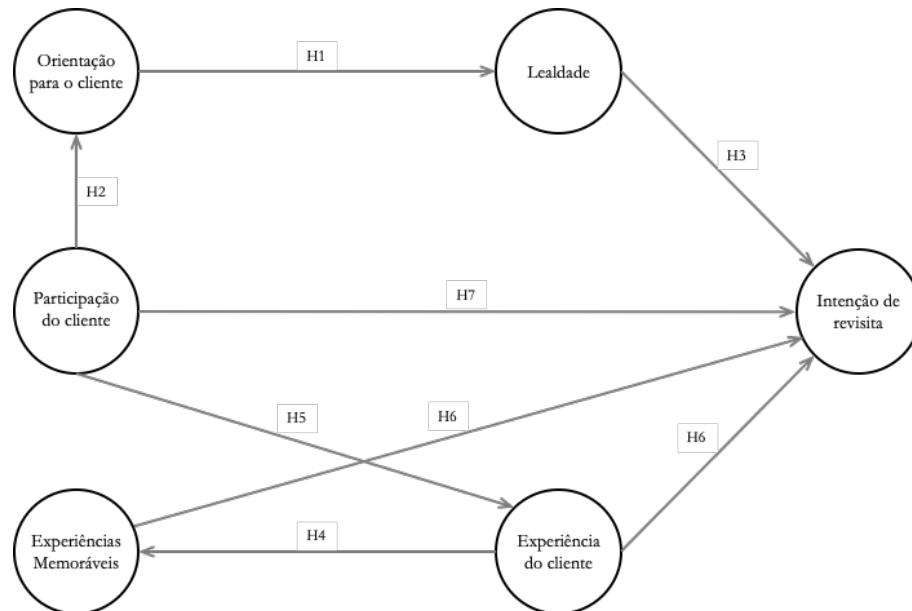 Orientação
para o cliente
H1
Lealdade
H3
H2
Participação
do cliente
H7
Intenção de
revisita
H5
H6
H6
Experiências
Memoráveis
H4
Experiência
do cliente